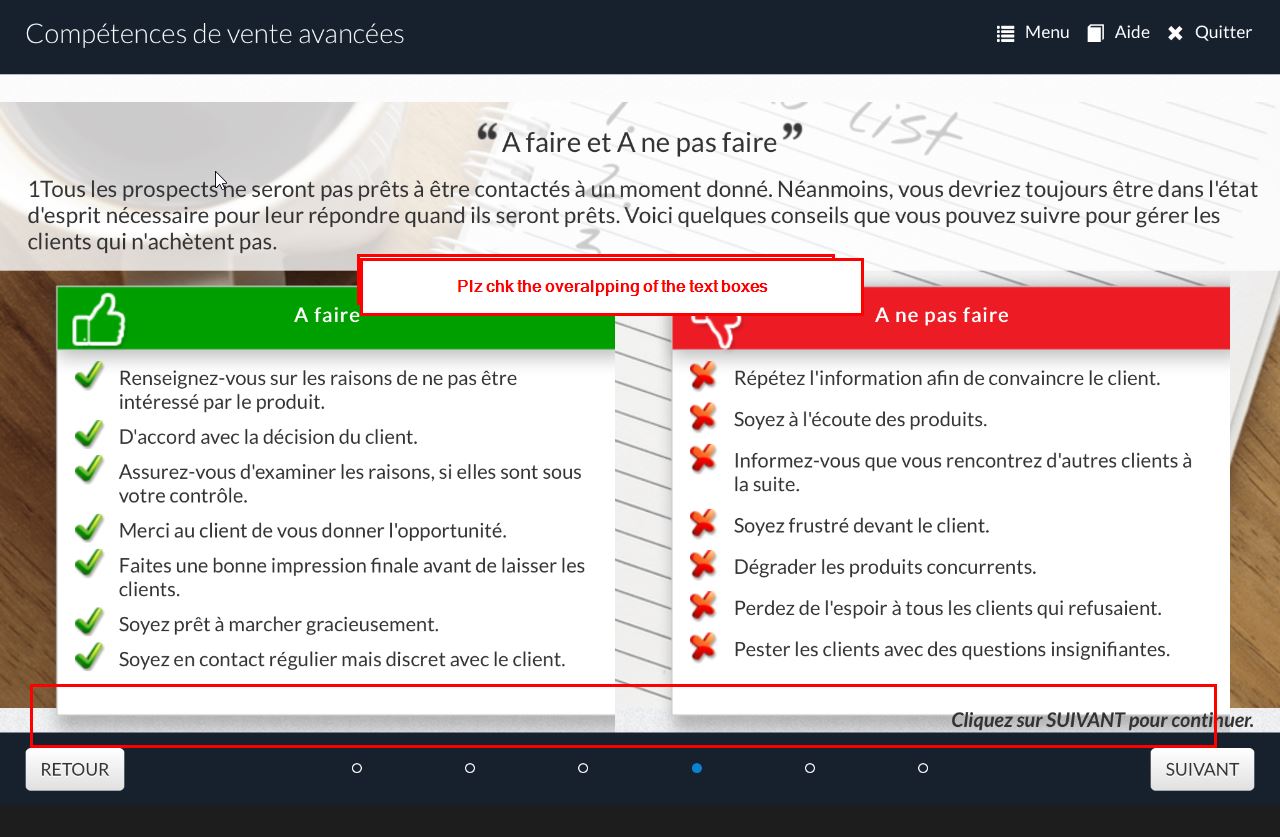 Compétences de vente avancées
Menu Aide Quitter
1.
to list
“ A faire et A ne pas faire ”
2.
1Tous les prospects ne seront pas prêts à être contactés à un moment donné. Néanmoins, vous devriez toujours être dans l'état
d'esprit nécessaire pour leur répondre quand ils seront prêts. Voici quelques conseils que vous pouvez suivre pour gérer les
clients qui n'achètent pas.
3
Plz chk the overalpping of the text boxes
A faire
Renseignez-vous sur les raisons de ne pas être
intéressé par le produit.
D'accord avec la décision du client.
Assurez-vous d'examiner les raisons, si elles sont sous
votre contrôle.
Merci au client de vous donner l'opportunité.
Faites une bonne impression finale avant de laisser les
clients.
Soyez prêt à marcher gracieusement.
Soyez en contact régulier mais discret avec le client.
A ne pas faire
Répétez l'information afin de convaincre le client.
Soyez à l'écoute des produits.
Informez-vous que vous rencontrez d'autres clients à
la suite.
Soyez frustré devant le client.
Dégrader les produits concurrents.
Perdez de l'espoir à tous les clients qui refusaient.
Pester les clients avec des questions insignifiantes.
Cliquez sur SUIVANT pour continuer.
RETOUR
SUIVANT